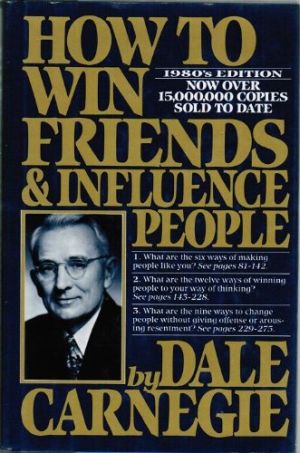 HOW TO
WIN
1980's EDITION
NOW OVER
15,000,000 COPIES
SOLD TO DATE
FRIENDS
& INFLUENCE
PEOPLE
1. What are the six ways of making
people like you? See pages 81-142.
2. What are the twelve ways of winning
people to your way of thinking?
See pages 143-228.
3. What are the nine ways to change
people without giving offense or arous-
ing resentment? See pages 229-275.
by DALE
CARNEGIE